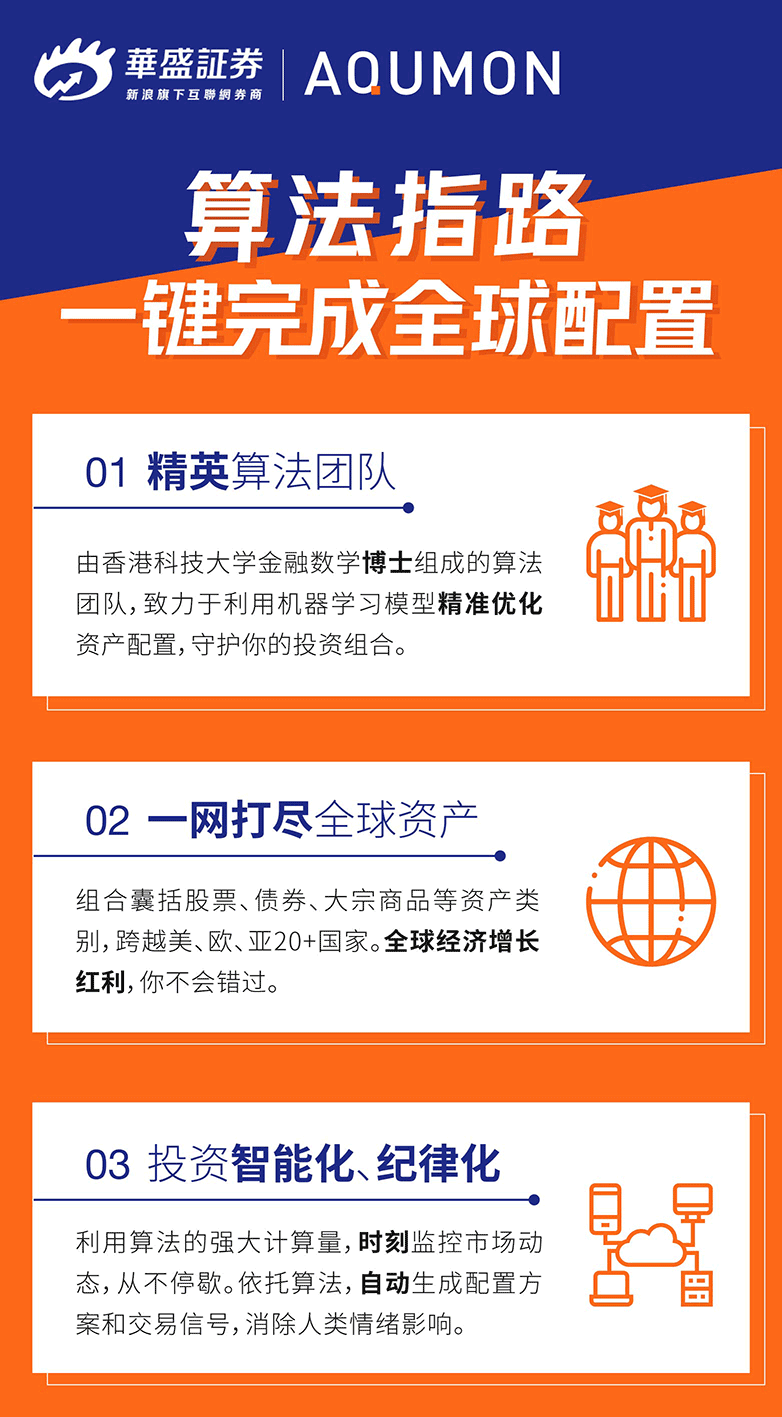 華盛証券
新浪旗下互聯網券商
AQUMON
算法指路
一键完成全球配置
01 精英算法团队
由香港科技大学金融数学博士组成的算法
团队，致力于利用机器学习模型精准优化
资产配置，守护你的投资组合。
02 一网打尽全球资产
组合囊括股票、债券、大宗商品等资产类
别，跨越美、欧、亚20+国家。全球经济增长
红利，你不会错过。
03 投资智能化、纪律化
利用算法的强大计算量，时刻监控市场动
态，从不停歇。依托算法，自动生成配置方
案和交易信号，消除人类情绪影响。